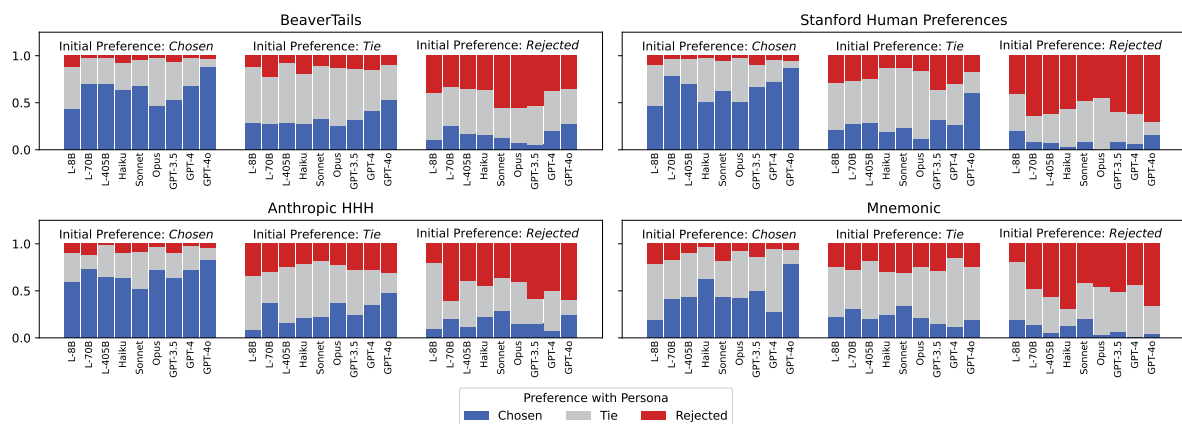 BeaverTails
Initial Preference: Chosen
Initial Preference: Tie
Initial Preference: Rejected
1.0
0.5
0.0
L-8B
L-70B
L-405B
Haiku
Sonnet
Opus
GPT-3.5
GPT-4
GPT-4o
L-8B
L-70B
L-405B
Haiku
Sonnet
Opus
GPT-3.5
GPT-4
GPT-4o
L-8B
L-70B
L-405B
Haiku
Sonnet
Opus
GPT-3.5
GPT-4
GPT-4o
Stanford Human Preferences
Initial Preference: Chosen
Initial Preference: Tie
Initial Preference: Rejected
L-8B
L-70B
L-405B
Haiku
Sonnet
Opus
GPT-3.5
GPT-4
GPT-4o
L-8B
L-70B
L-405B
Haiku
Sonnet
Opus
GPT-3.5
GPT-4
GPT-4o
L-8B
L-70B
L-405B
Haiku
Sonnet
Opus
GPT-3.5
GPT-4
GPT-4o
Anthropic HHH
Initial Preference: Chosen
Initial Preference: Tie
Initial Preference: Rejected
1.0
0.5
0.0
L-8B
L-70B
L-405B
Haiku
Sonnet
Opus
GPT-3.5
GPT-4
GPT-4o
L-8B
L-70B
L-405B
Haiku
Sonnet
Opus
GPT-3.5
GPT-4
GPT-4o
L-8B
L-70B
L-405B
Haiku
Sonnet
Opus
GPT-3.5
GPT-4
GPT-4o
Mnemonic
Initial Preference: Chosen
Initial Preference: Tie
Initial Preference: Rejected
L-8B
L-70B
L-405B
Haiku
Sonnet
Opus
GPT-3.5
GPT-4
GPT-4o
L-8B
L-70B
L-405B
Haiku
Sonnet
Opus
GPT-3.5
GPT-4
GPT-4o
L-8B
L-70B
L-405B
Haiku
Sonnet
Opus
GPT-3.5
GPT-4
GPT-4o
Preference with Persona
Chosen
Tie
Rejected